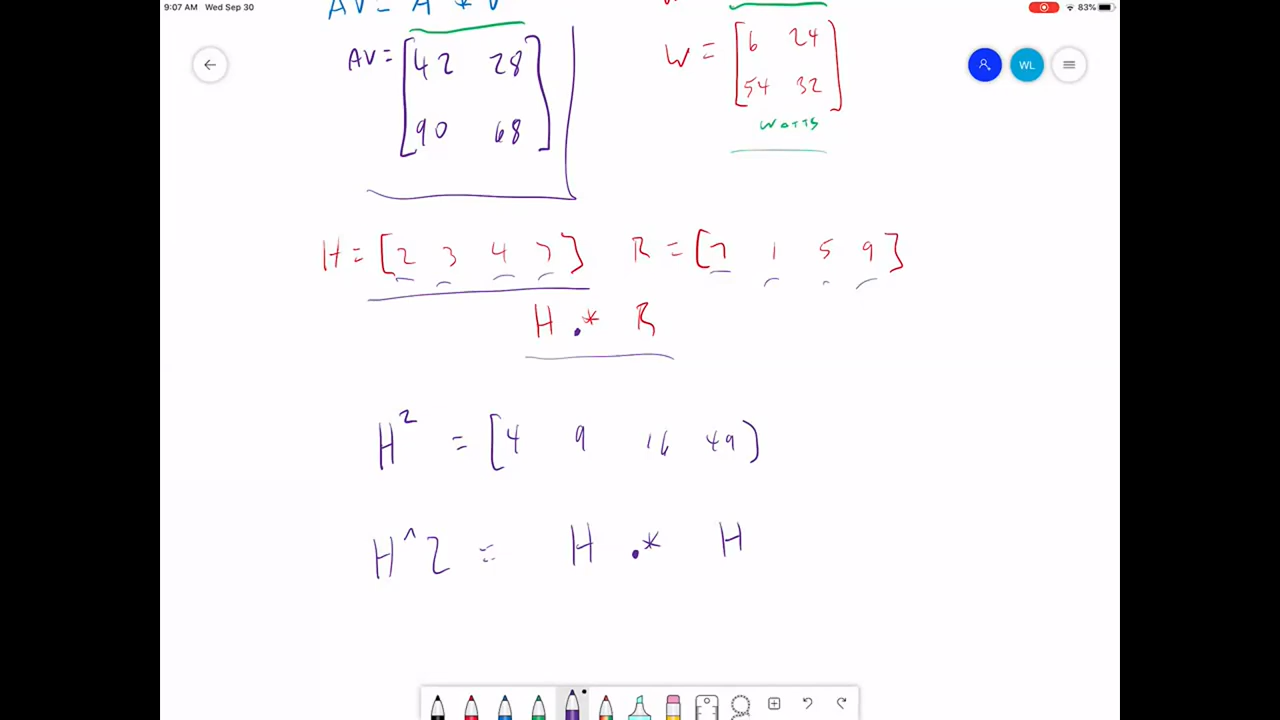 9:07 AM Wed Sep 30
83%
AV = A * V
AV = [42 28
90 68]
W = [6 24
54 32]
WATTS
WL
H = [2 3 4 7] R = [7 1 5 9]
H .* R
H² = [4 9 16 49]
H^2 = H .* H